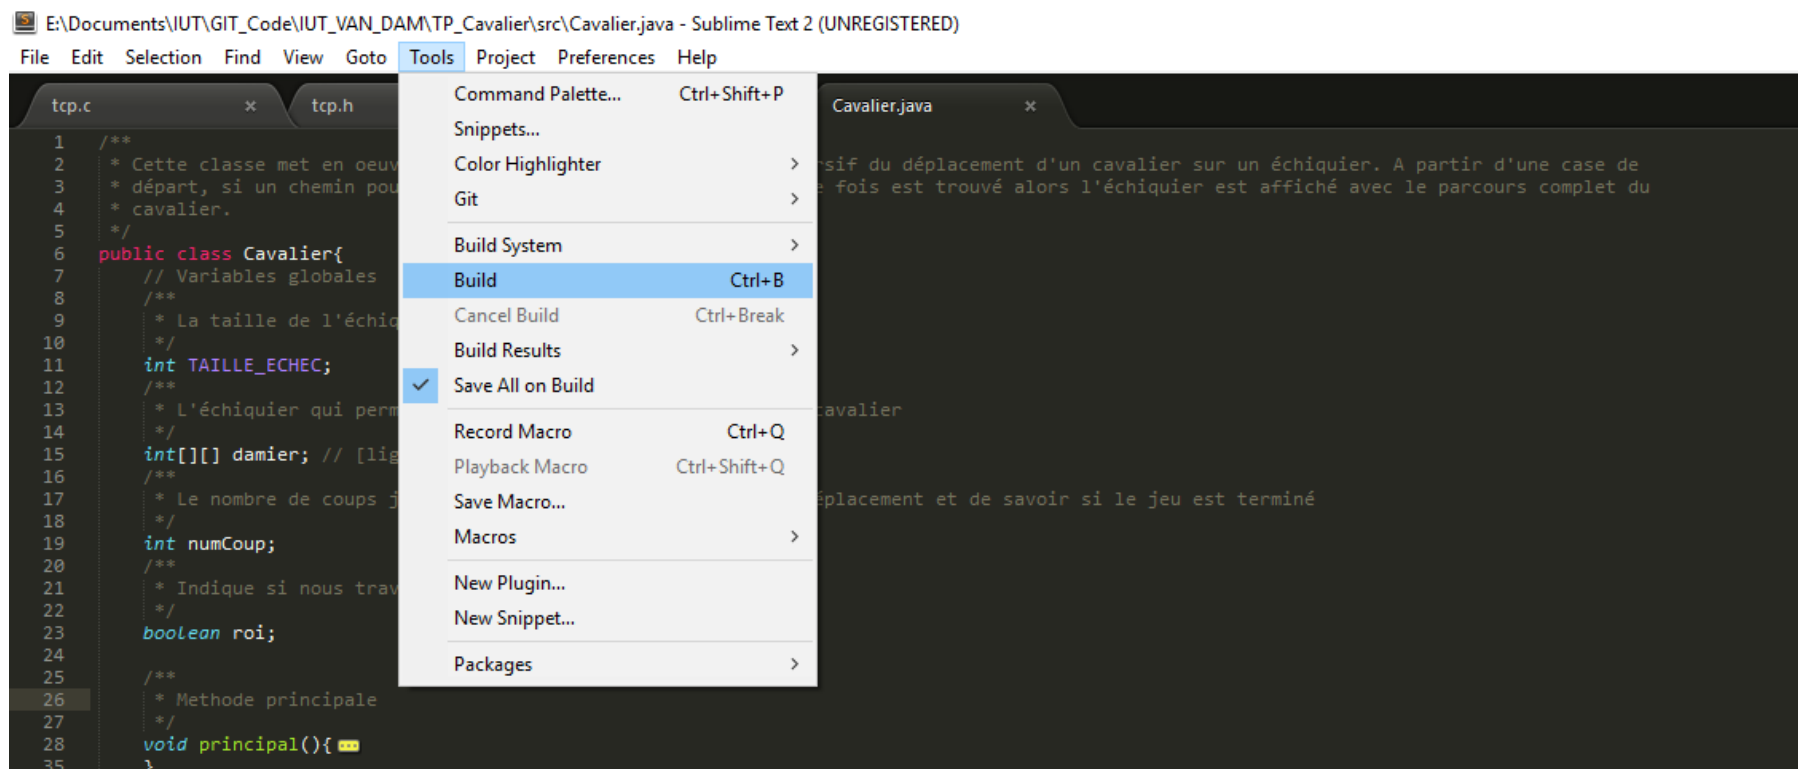 E:\Documents\IUT\GIT_Code\IUT_VAN_DAM\TP_Cavalier\src\Cavalier.java - Sublime Text 2 (UNREGISTERED)
File Edit Selection Find View Goto Tools Project Preferences Help
tcp.c × tcp.h Cavalier.java ×
Command Palette... Ctrl+Shift+P
Snippets...
Color Highlighter >
Git >
Build System >
Build Ctrl+B
Cancel Build Ctrl+Break
Build Results >
Save All on Build
Record Macro Ctrl+Q
Playback Macro Ctrl+Shift+Q
Save Macro...
Macros >
New Plugin...
New Snippet...
Packages >
1 /**
2 * Cette classe met en oeuv sif du déplacement d'un cavalier sur un échiquier. A partir d'une case de
3 * départ, si un chemin pou e fois est trouvé alors l'échiquier est affiché avec le parcours complet du
4 * cavalier.
5 */
6 public class Cavalier{
7 // Variables globales
8 /**
9 * La taille de l'échiq
10 */
11 int TAILLE_ECHEC;
12 /**
13 * L'échiquier qui perm cavalier
14 */
15 int[][] damier; // [lig
16 /**
17 * Le nombre de coups j éplacement et de savoir si le jeu est terminé
18 */
19 int numCoup;
20 /**
21 * Indique si nous trav
22 */
23 boolean roi;
24
25 /**
26 * Methode principale
27 */
28 void principal(){
35 }